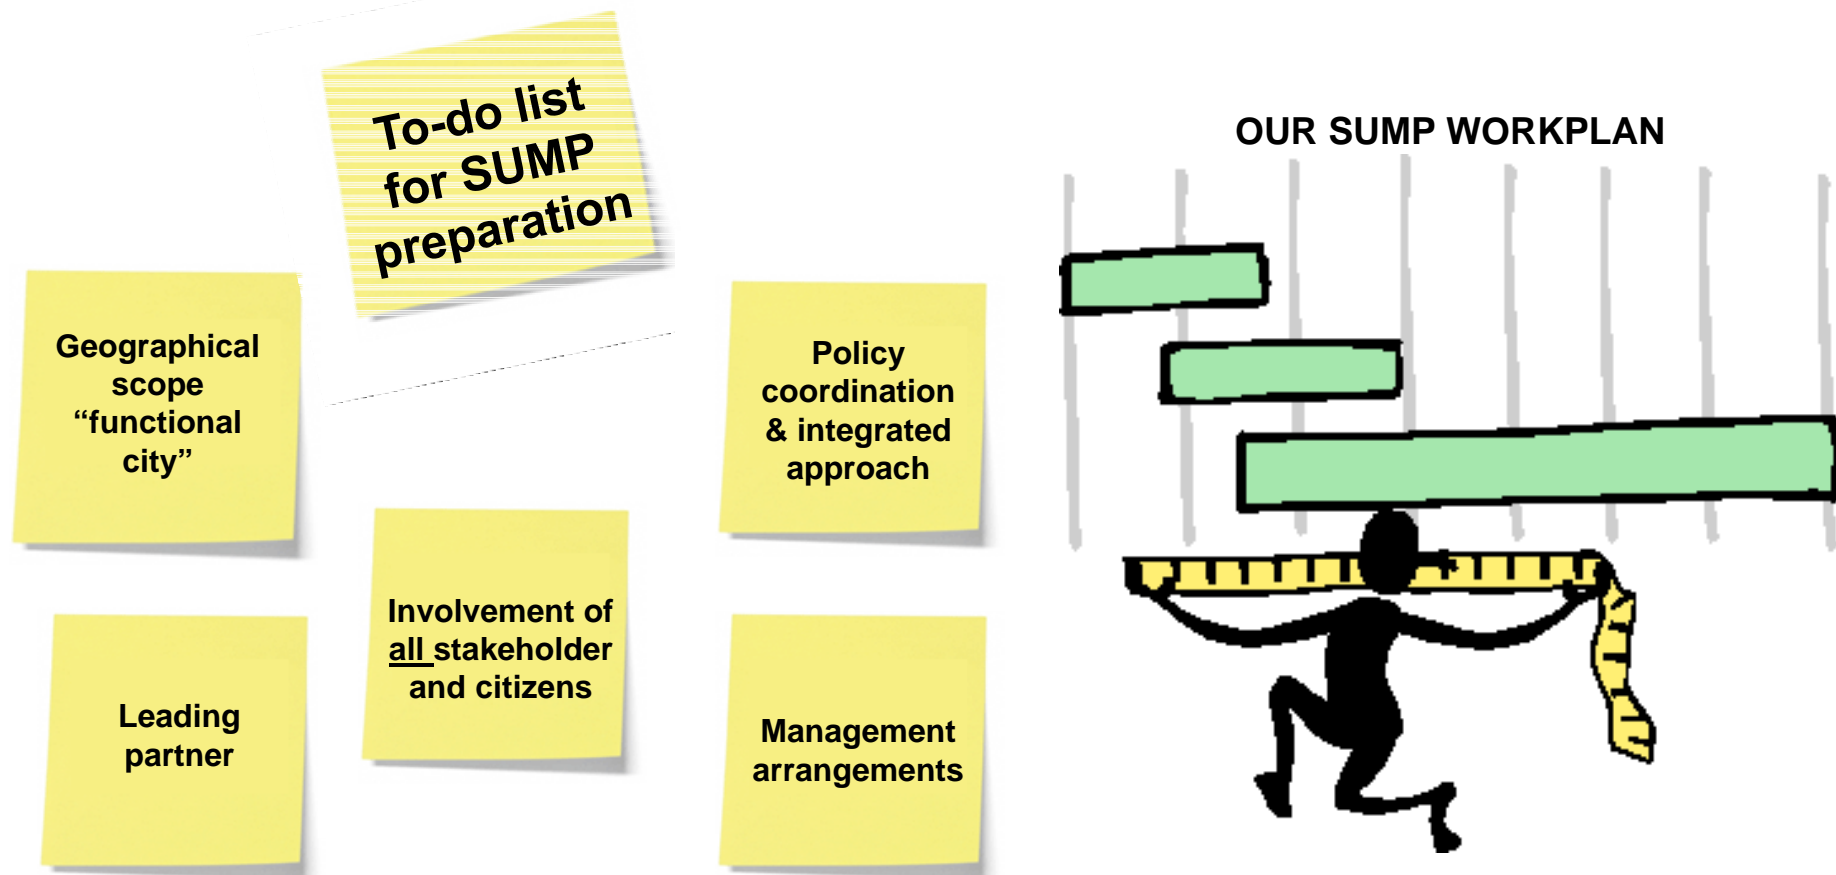 To-do list
for SUMP
preparation
OUR SUMP WORKPLAN
Geographical
scope
“functional
city”
Policy
coordination
& integrated
approach
Involvement of
all stakeholder
and citizens
Leading
partner
Management
arrangements